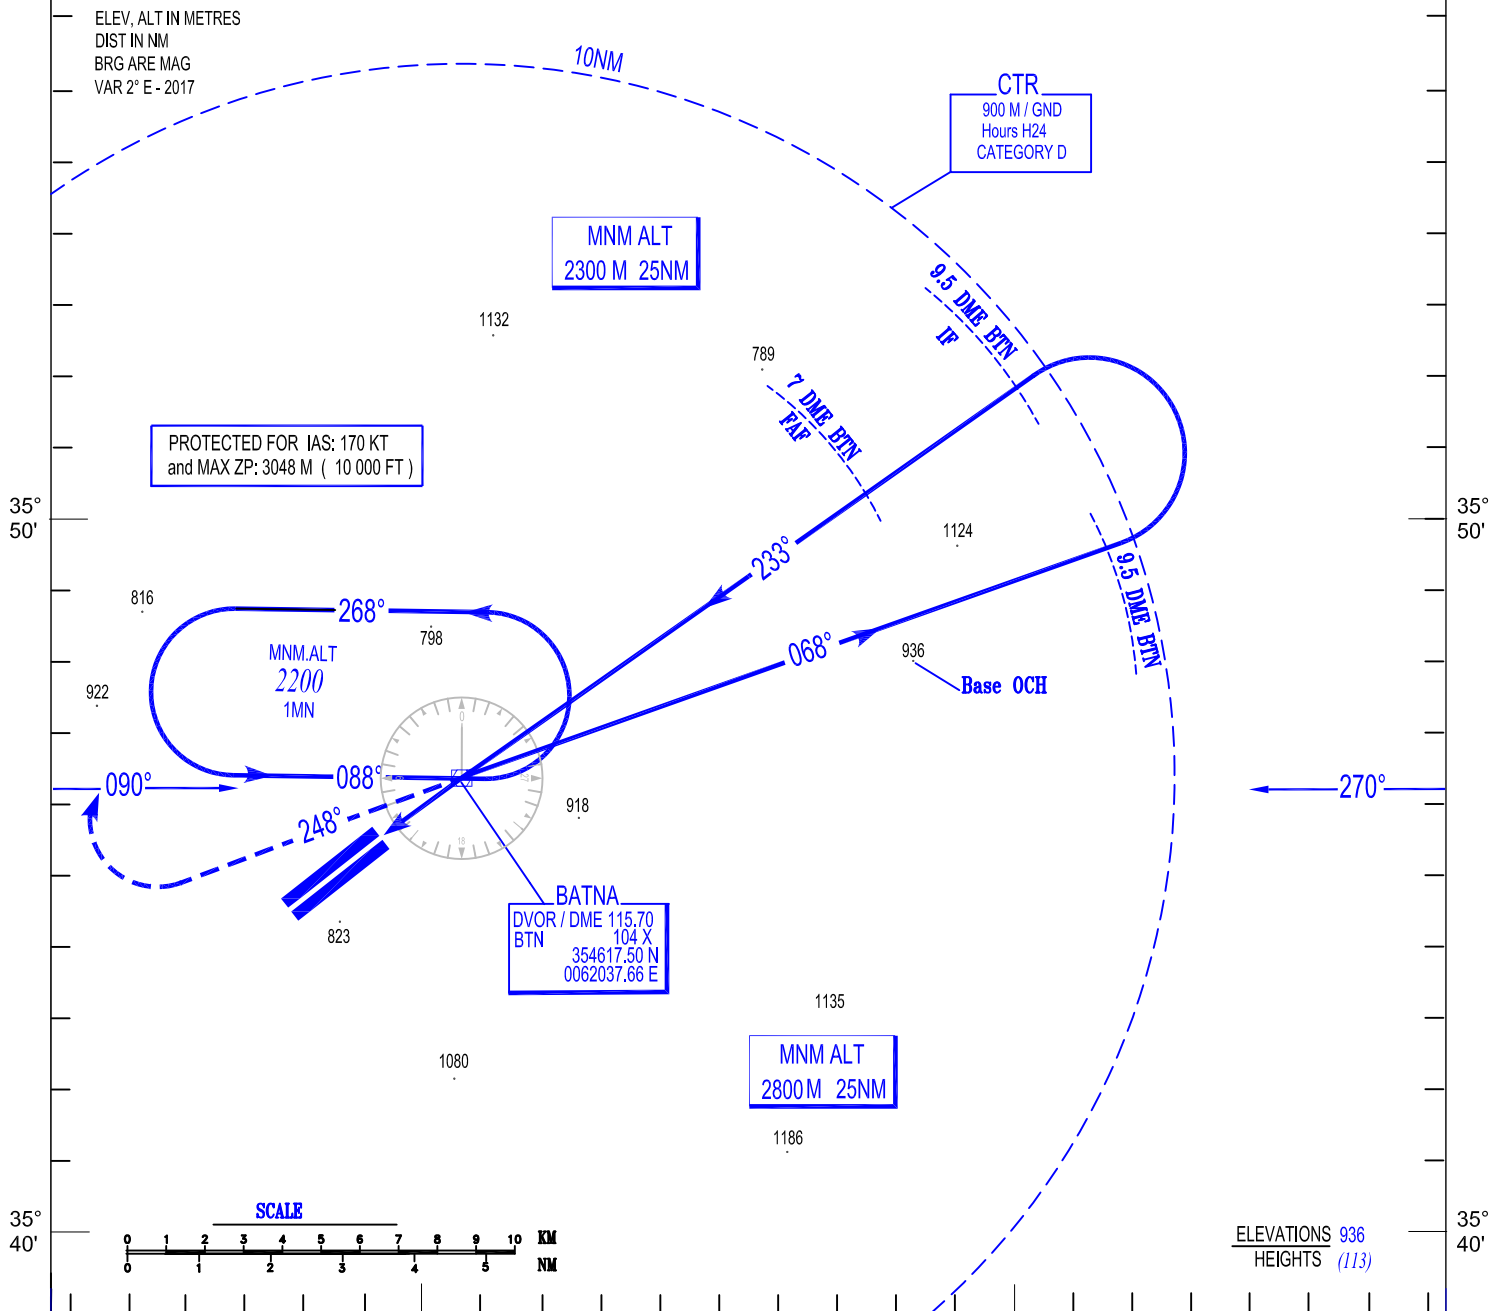 ELEV, ALT IN METRES
DIST IN NM
BRG ARE MAG
VAR 2° E - 2017
10NM
CTR
900 M / GND
Hours H24
CATEGORY D
MNM ALT
2300 M 25NM
9.5 DME BTN
IF
1132
789
7 DME BTN
FAF
PROTECTED FOR IAS: 170 KT
and MAX ZP: 3048 M ( 10 000 FT )
35°
50'
35°
50'
1124
233°
9.5 DME BTN
816
268°
798
068°
936
Base OCH
MNM.ALT
2200
1MN
922
0
090°
088°
270°
248°
918
18
BATNA
DVOR / DME 115.70
BTN 104 X
354617.50 N
0062037.66 E
823
1135
MNM ALT
2800 M 25NM
1080
1186
SCALE
0 1 2 3 4 5 6 7 8 9 10 KM
0 1 2 3 4 5 NM
35°
40'
35°
40'
ELEVATIONS 936
HEIGHTS (113)